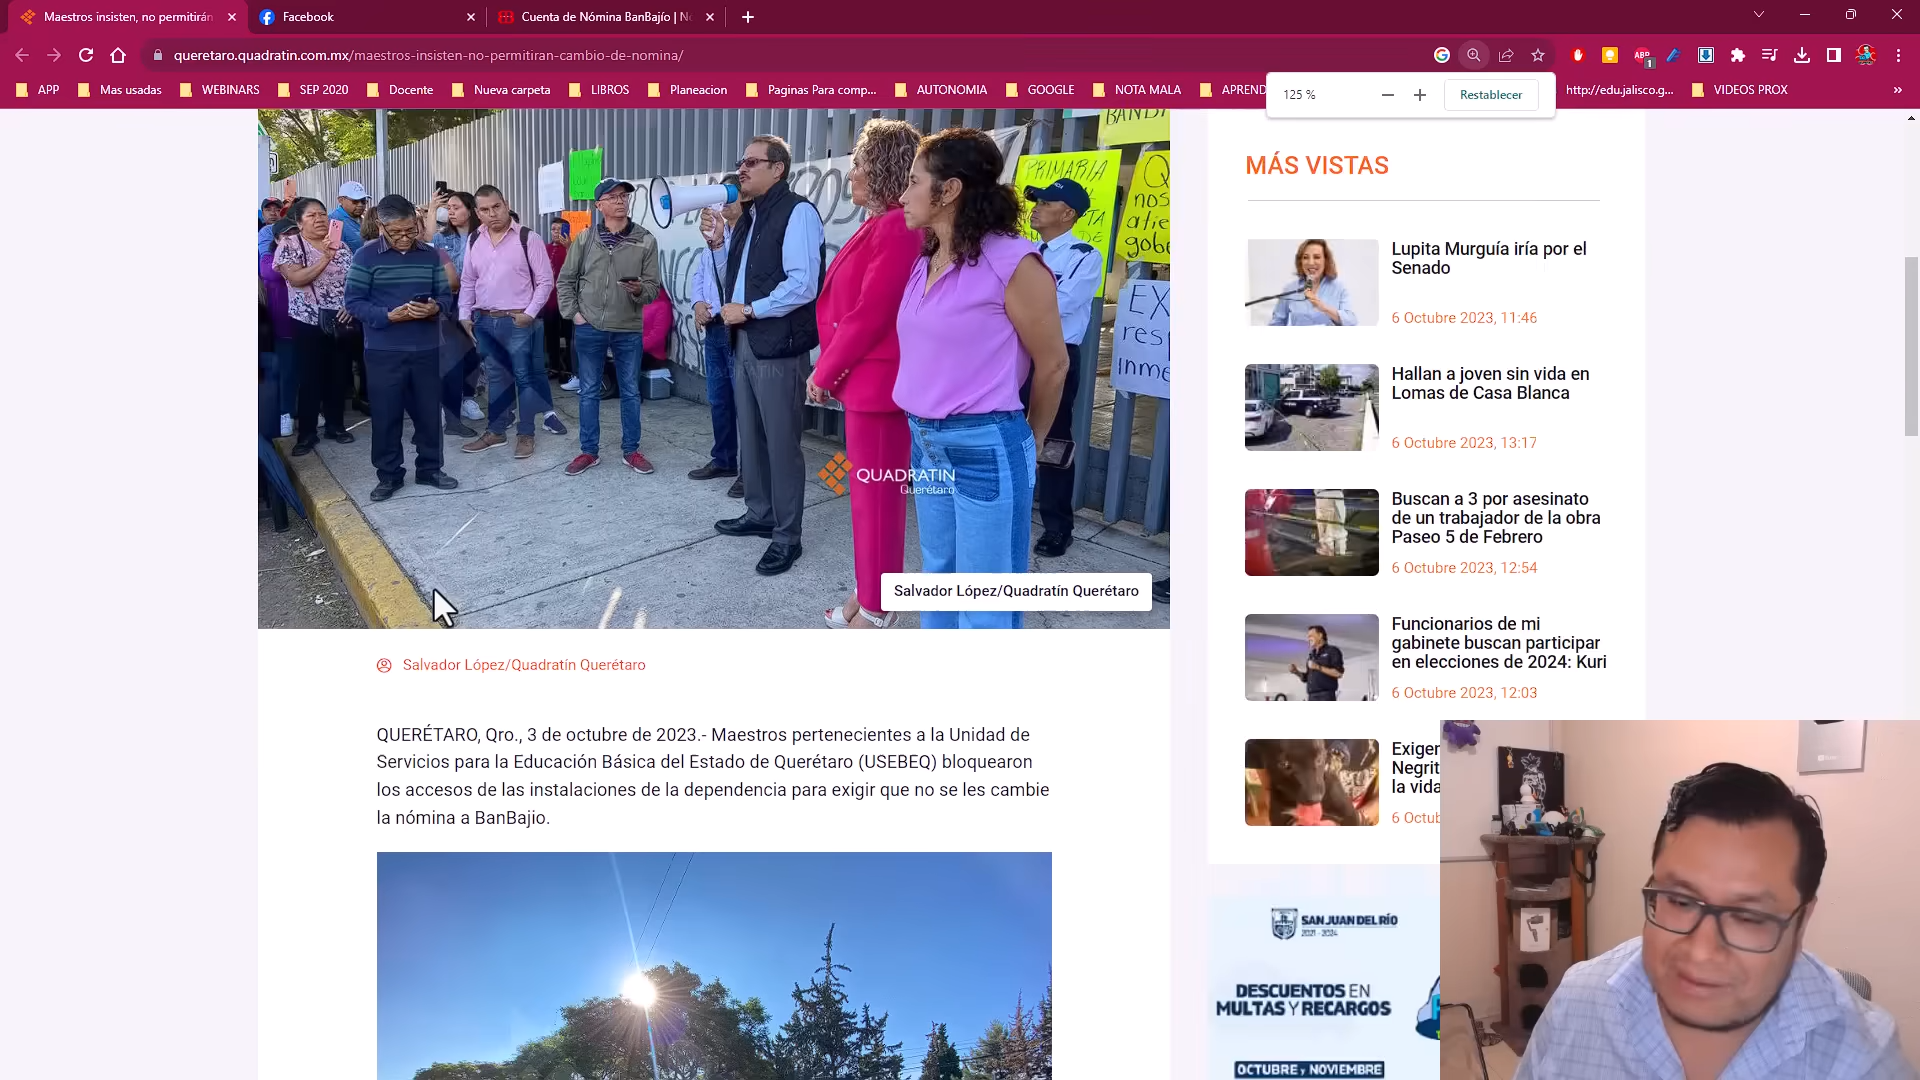 Maestros insisten, no permitirán
Facebook
Cuenta de Nómina BanBajío | N
queretaro.quadratin.com.mx/maestros-insisten-no-permitiran-cambio-de-nomina/
APP
Mas usadas
WEBINARS
SEP 2020
Docente
Nueva carpeta
LIBROS
Planeacion
Paginas Para comp...
AUTONOMIA
GOOGLE
NOTA MALA
APREND
http://edu.jalisco.g...
VIDEOS PROX
»
125 %
Restablecer
PRIMARIA
QUADRATIN
Querétaro
Salvador López/Quadratín Querétaro
Salvador López/Quadratín Querétaro
QUERÉTARO, Qro., 3 de octubre de 2023.- Maestros pertenecientes a la Unidad de
Servicios para la Educación Básica del Estado de Querétaro (USEBEQ) bloquearon
los accesos de las instalaciones de la dependencia para exigir que no se les cambie
la nómina a BanBajio.
MÁS VISTAS
Lupita Murguía iría por el
Senado
6 Octubre 2023, 11:46
Hallan a joven sin vida en
Lomas de Casa Blanca
6 Octubre 2023, 13:17
Buscan a 3 por asesinato
de un trabajador de la obra
Paseo 5 de Febrero
6 Octubre 2023, 12:54
Funcionarios de mi
gabinete buscan participar
en elecciones de 2024: Kuri
6 Octubre 2023, 12:03
Exiger
Negrit
la vida
6 Octub
SAN JUAN DEL RÍO
2021 - 2024
DESCUENTOS EN
MULTAS Y RECARGOS
OCTUBRE y NOVIEMBRE